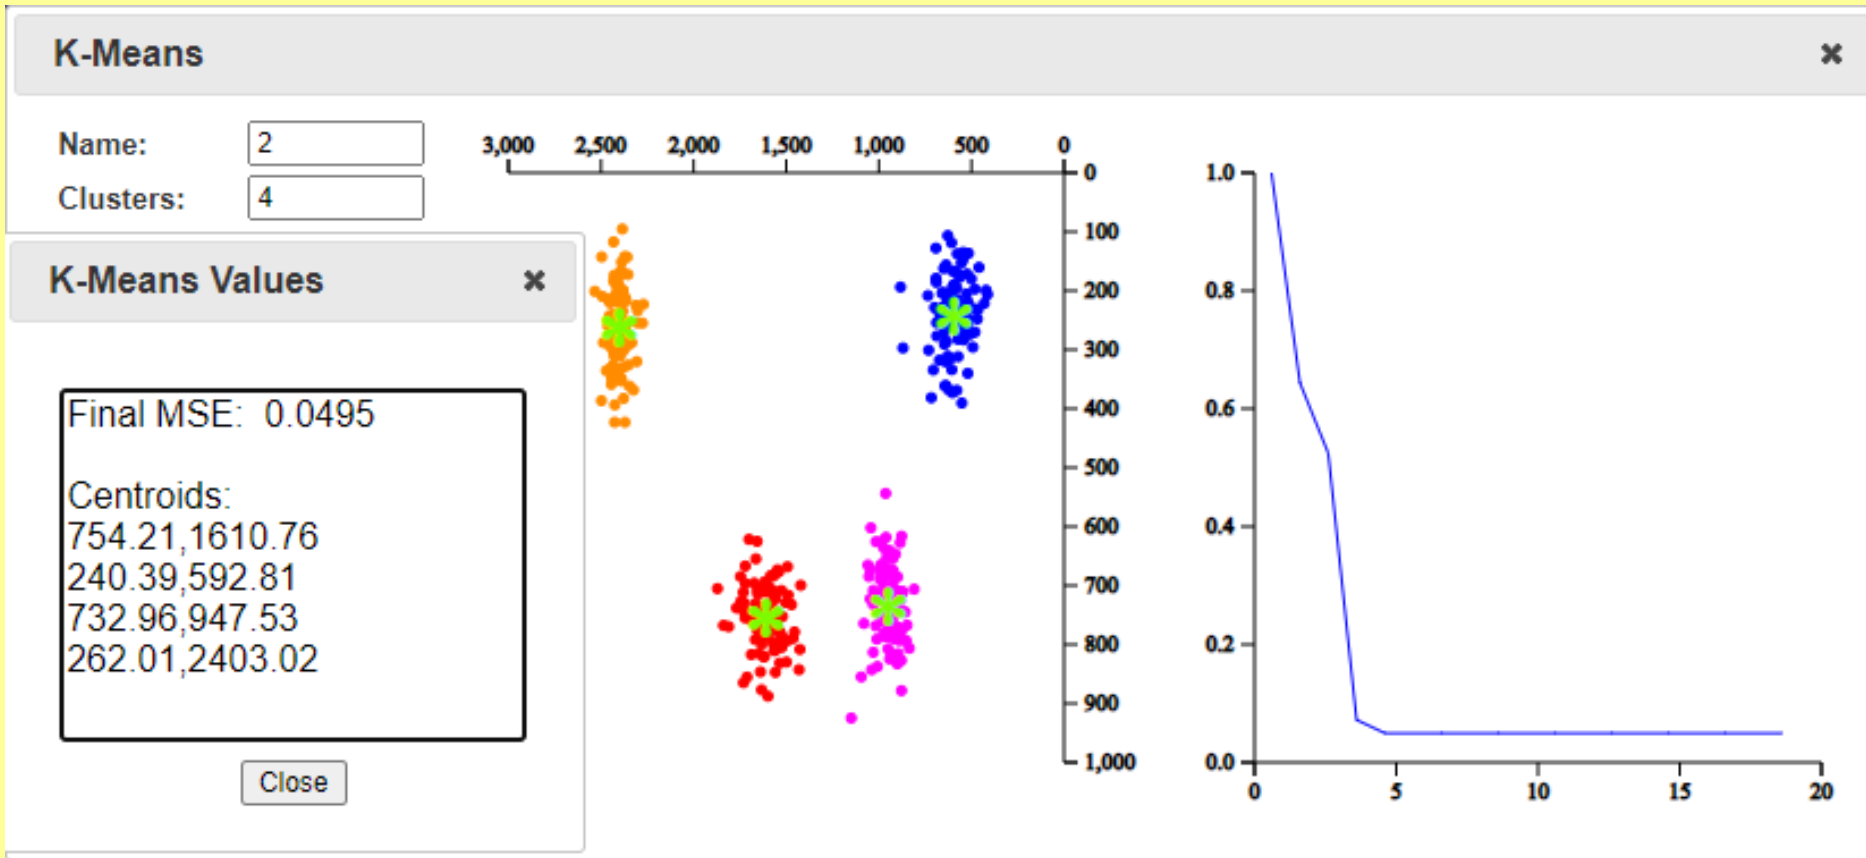 K-Means
Name: 2
Clusters: 4
K-Means Values
Final MSE: 0.0495
Centroids:
754.21,1610.76
240.39,592.81
732.96,947.53
262.01,2403.02
Close
3,000 2,500 2,000 1,500 1,000 500 0
0
100
200
300
400
500
600
700
800
900
1,000
1.0
0.8
0.6
0.4
0.2
0.0
0 5 10 15 20